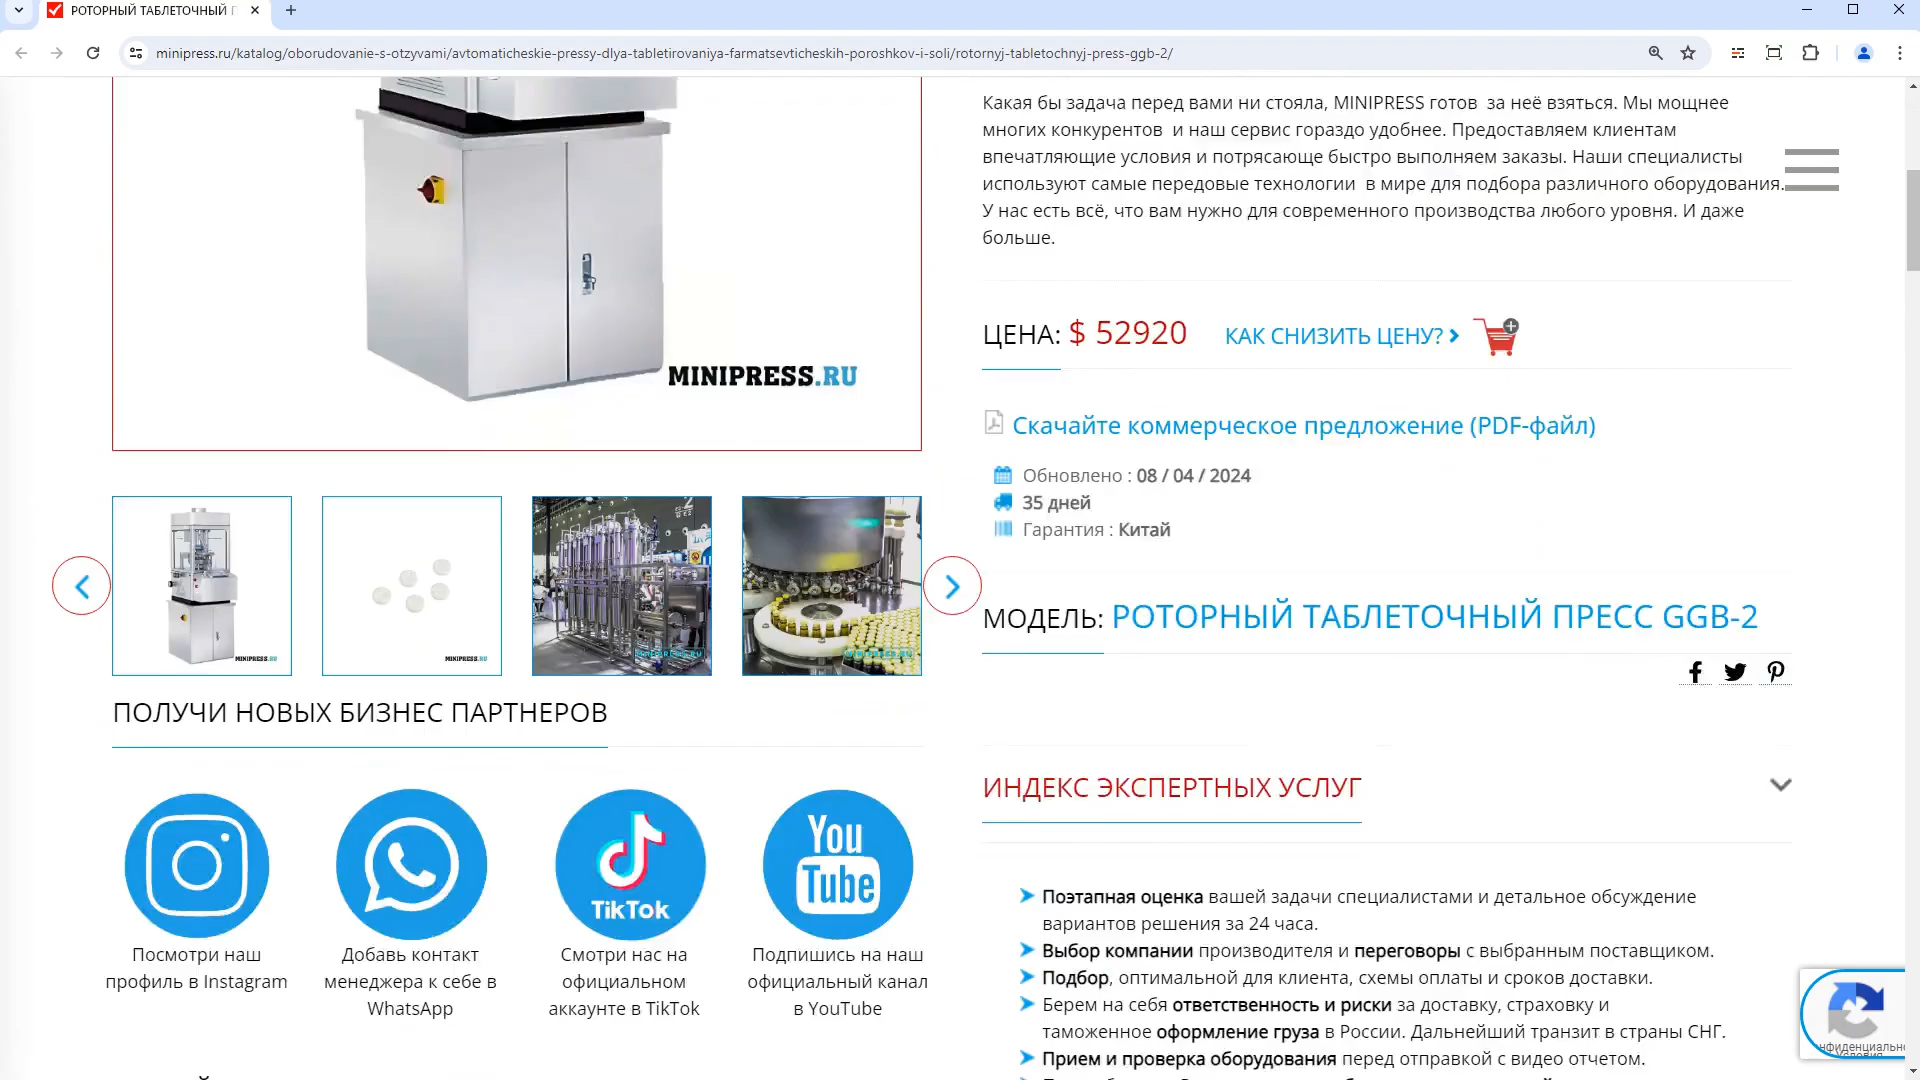 РОТОРНЫЙ ТАБЛЕТОЧНЫЙ
minipress.ru/katalog/oborudovanie-s-otzyvami/avtomaticheskie-pressy-dlya-tabletirovaniya-farmatsevticheskih-poroshkov-i-soli/rotornyj-tabletochnyj-press-ggb-2/
MINIPRESS.RU
MINIPRESS.RU
MINIPRESS.RU
MINIPRESS.RU
MINIPRESS.RU
ПОЛУЧИ НОВЫХ БИЗНЕС ПАРТНЕРОВ
You
Tube
TikTok
Посмотри наш
профиль в Instagram
Добавь контакт
менеджера к себе в
WhatsApp
Смотри нас на
официальном
аккаунте в TikTok
Подпишись на наш
официальный канал
в YouTube
Какая бы задача перед вами ни стояла, MINIPRESS готов за неё взяться. Мы мощнее
многих конкурентов и наш сервис гораздо удобнее. Предоставляем клиентам
впечатляющие условия и потрясающе быстро выполняем заказы. Наши специалисты
используют самые передовые технологии в мире для подбора различного оборудования.
У нас есть всё, что вам нужно для современного производства любого уровня. И даже
больше.
ЦЕНА: $ 52920 КАК СНИЗИТЬ ЦЕНУ?
Скачайте коммерческое предложение (PDF-файл)
Обновлено : 08 / 04 / 2024
35 дней
Гарантия : Китай
МОДЕЛЬ: РОТОРНЫЙ ТАБЛЕТОЧНЫЙ ПРЕСС GGB-2
ИНДЕКС ЭКСПЕРТНЫХ УСЛУГ
Поэтапная оценка вашей задачи специалистами и детальное обсуждение
вариантов решения за 24 часа.
Выбор компании производителя и переговоры с выбранным поставщиком.
Подбор, оптимальной для клиента, схемы оплаты и сроков доставки.
Берем на себя ответственность и риски за доставку, страховку и
таможенное оформление груза в России. Дальнейший транзит в страны СНГ.
Прием и проверка оборудования перед отправкой с видео отчетом.